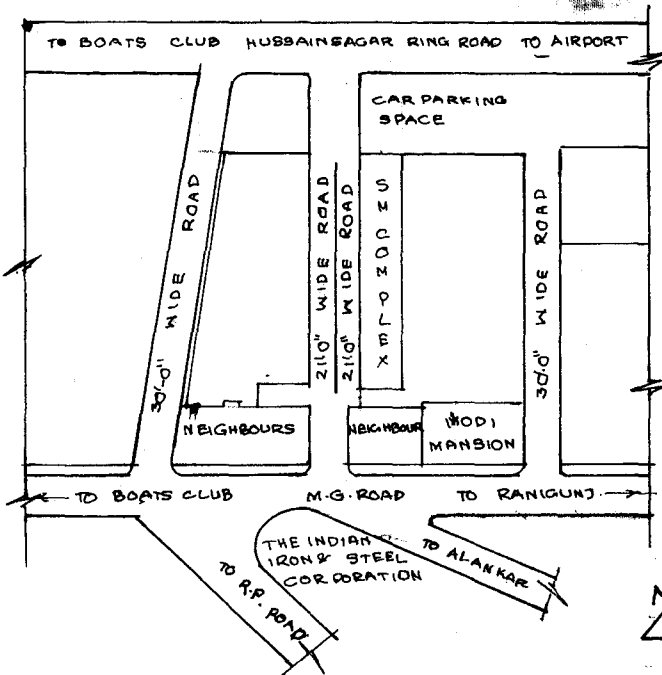 TO BOATS CLUB HUSSAINSAGAR RING ROAD TO AIRPORT
CAR PARKING
SPACE
30'-0" WIDE ROAD
21'0" WIDE ROAD
21'0" WIDE ROAD
SM COMPLEX
30'0" WIDE ROAD
NEIGHBOURS
NEIGHBOUR
MODI
MANSION
TO BOATS CLUB M.G. ROAD TO RANIGUNJ
THE INDIAN
IRON & STEEL
CORPORATION
TO ALANKAR
TO R.P. ROAD
N